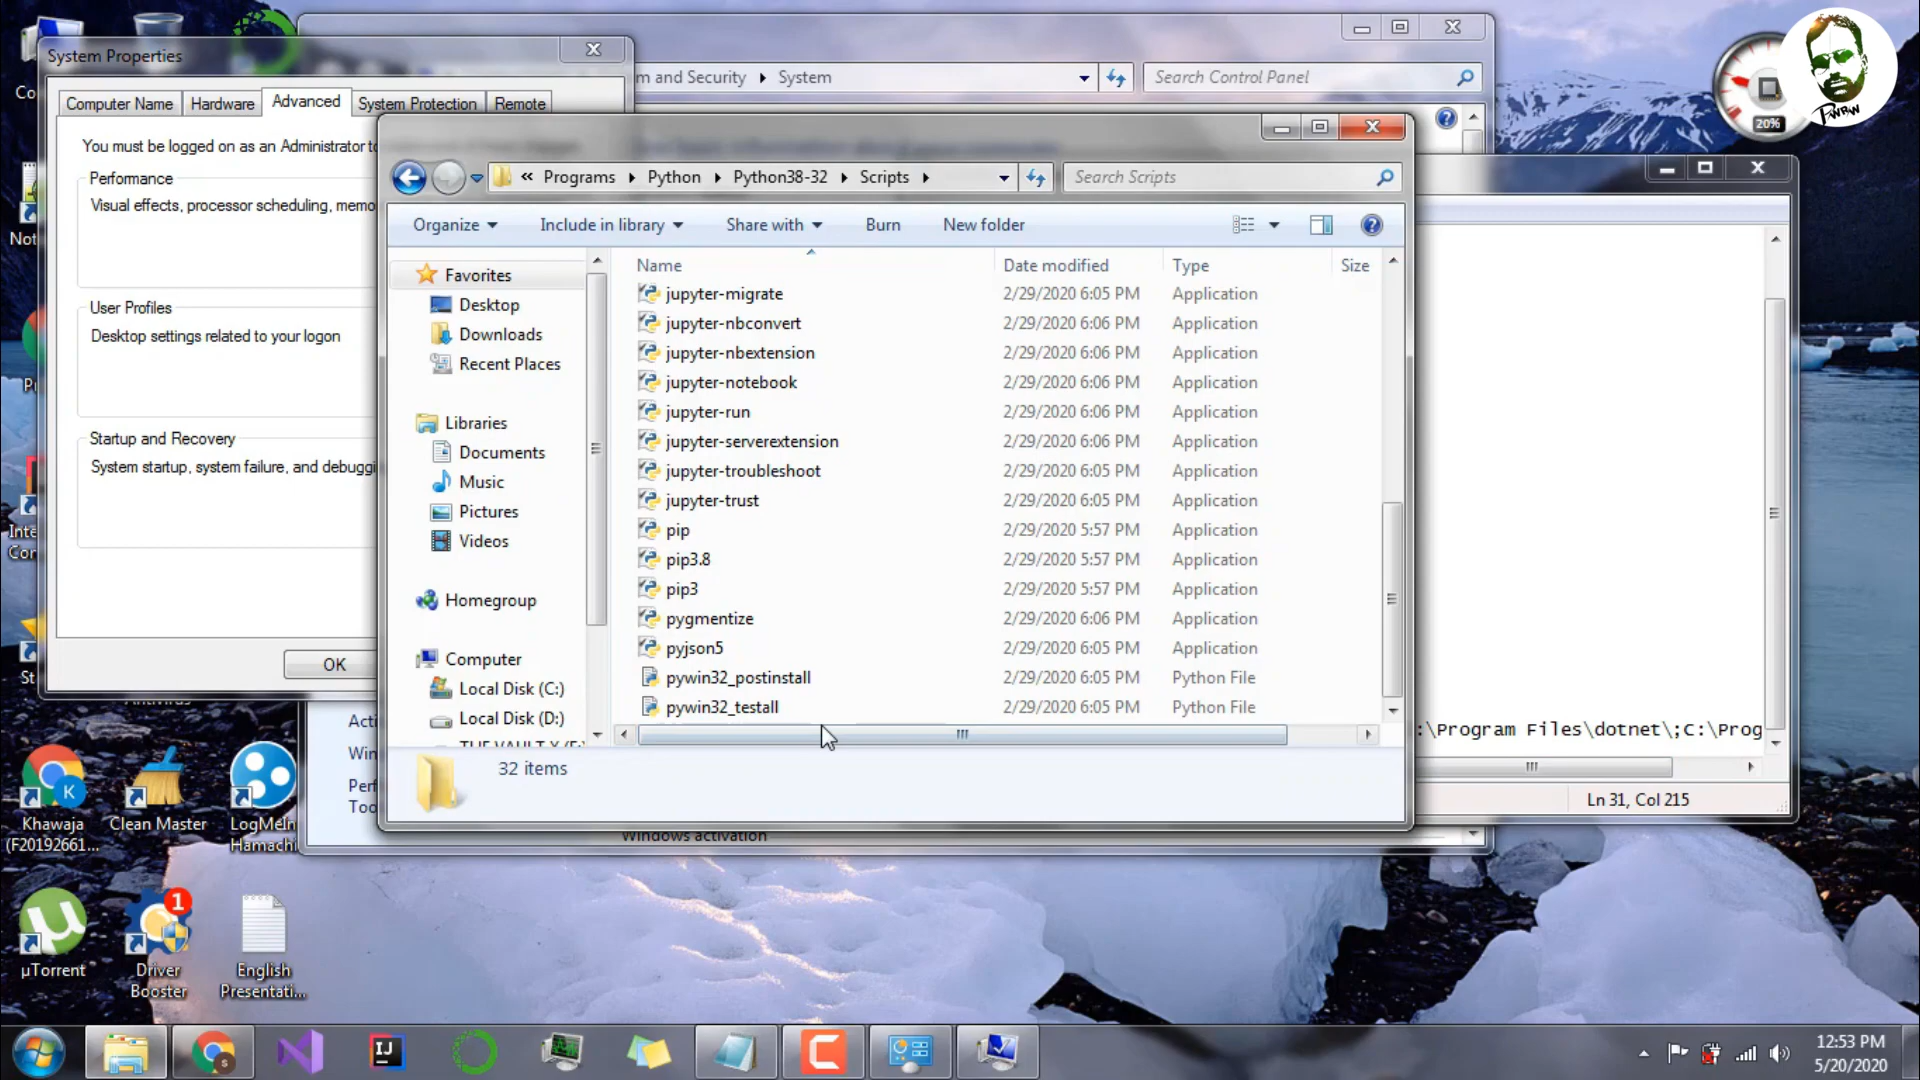 System Properties
Computer Name
Hardware
Advanced
System Protection
Remote
You must be logged on as an Administrator to
Performance
Visual effects, processor scheduling, memo
User Profiles
Desktop settings related to your logon
Startup and Recovery
System startup, system failure, and debuggi
OK
m and Security
System
Search Control Panel
20%
« Programs
Python
Python38-32
Scripts
Search Scripts
Organize
Include in library
Share with
Burn
New folder
Favorites
Desktop
Downloads
Recent Places
Libraries
Documents
Music
Pictures
Videos
Homegroup
Computer
Local Disk (C:)
Local Disk (D:)
Name Date modified Type Size
jupyter-migrate 2/29/2020 6:05 PM Application
jupyter-nbconvert 2/29/2020 6:06 PM Application
jupyter-nbextension 2/29/2020 6:06 PM Application
jupyter-notebook 2/29/2020 6:06 PM Application
jupyter-run 2/29/2020 6:06 PM Application
jupyter-serverextension 2/29/2020 6:06 PM Application
jupyter-troubleshoot 2/29/2020 6:05 PM Application
jupyter-trust 2/29/2020 6:05 PM Application
pip 2/29/2020 5:57 PM Application
pip3.8 2/29/2020 5:57 PM Application
pip3 2/29/2020 5:57 PM Application
pygmentize 2/29/2020 6:06 PM Application
pyjson5 2/29/2020 6:05 PM Application
pywin32_postinstall 2/29/2020 6:05 PM Python File
pywin32_testall 2/29/2020 6:05 PM Python File
32 items
:\Program Files\dotnet\;C:\Prog
Ln 31, Col 215
Acti
Win
Perf
Too
Windows activation
Co
Not
Inte
Con
St
Khawaja
(F20192661...
Clean Master
LogMeIn
Hamachi
µTorrent
1
Driver
Booster
English
Presentati...
12:53 PM
5/20/2020